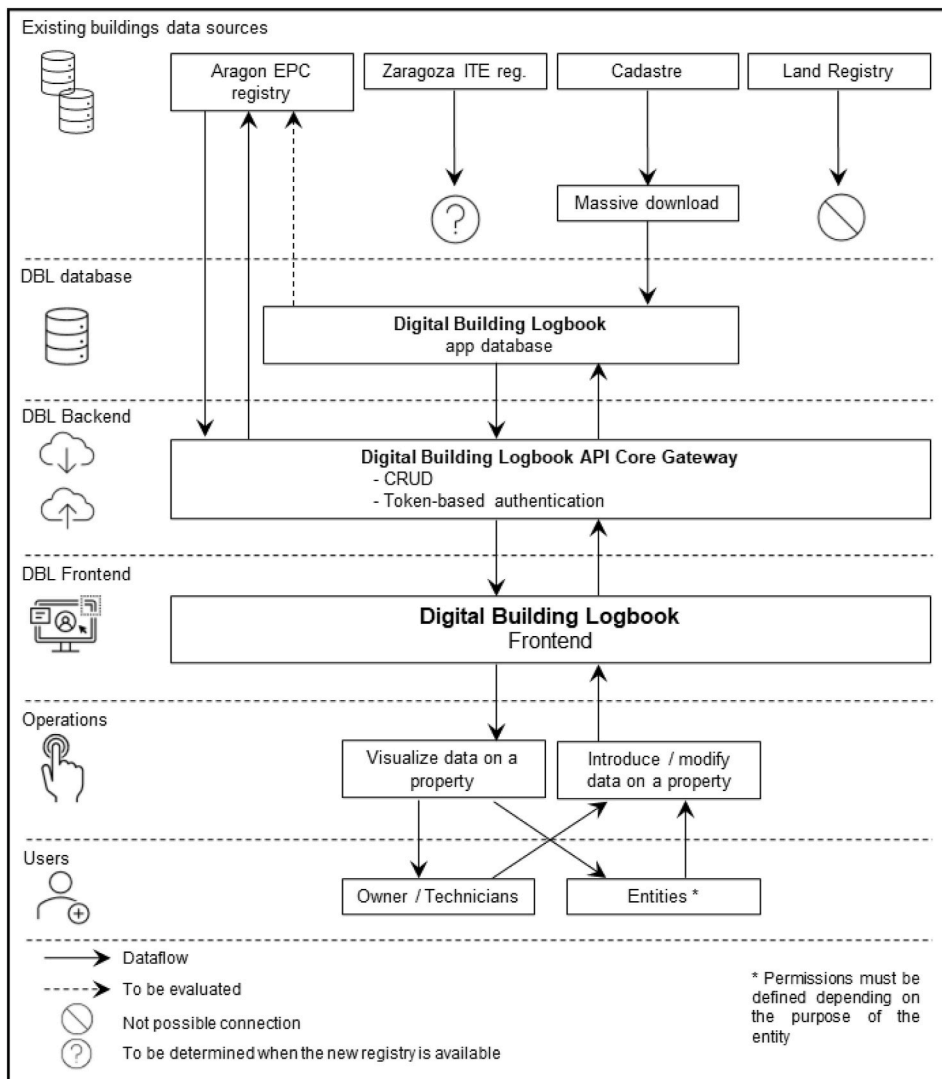 Existing buildings data sources
Aragon EPC
registry
Zaragoza ITE reg.
Cadastre
Land Registry
?
Massive download
DBL database
Digital Building Logbook
app database
DBL Backend
Digital Building Logbook API Core Gateway
- CRUD
- Token-based authentication
DBL Frontend
Digital Building Logbook
Frontend
Operations
Visualize data on a
property
Introduce / modify
data on a property
Users
Owner / Technicians
Entities *
Dataflow
To be evaluated
Not possible connection
?
To be determined when the new registry is available
* Permissions must be
defined depending on
the purpose of the
entity